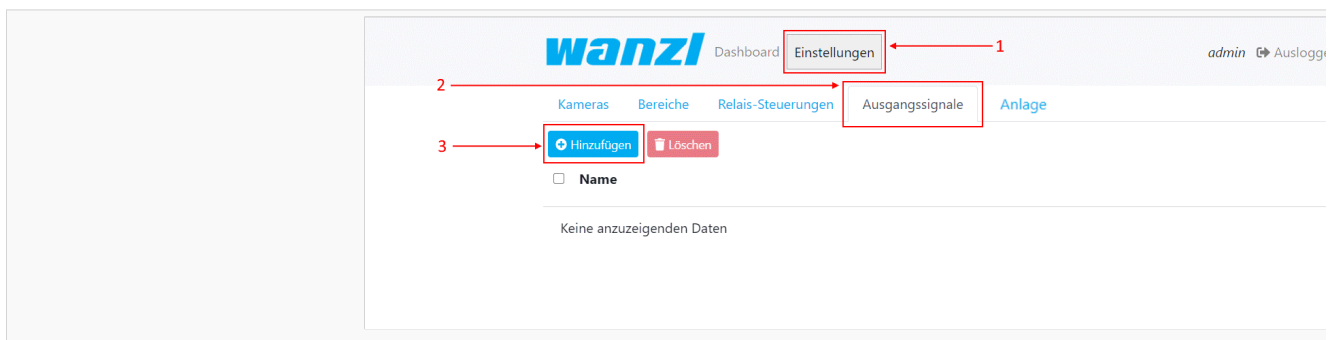 wanzl Dashboard Einstellungen 1 admin Auslogge
2
Kameras Bereiche Relais-Steuerungen Ausgangssignale Anlage
3 Hinzufügen Löschen
Name
Keine anzuzeigenden Daten